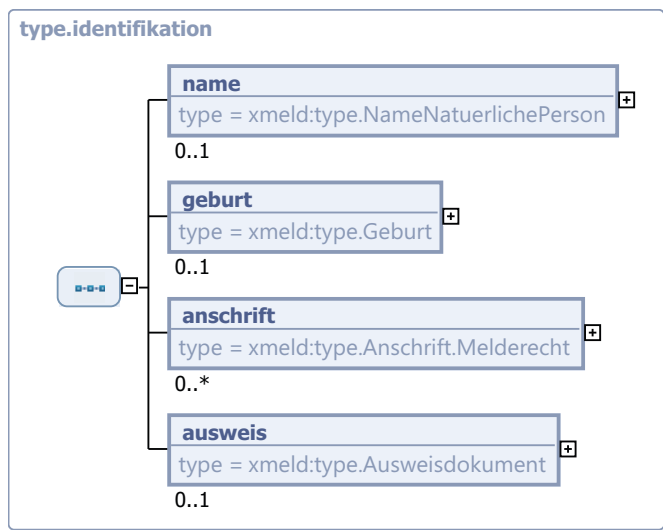 type.identifikation
name
type = xmeld:type.NameNatuerlichePerson
0..1
geburt
type = xmeld:type.Geburt
0..1
anschrift
type = xmeld:type.Anschrift.Melderecht
0..*
ausweis
type = xmeld:type.Ausweisdokument
0..1